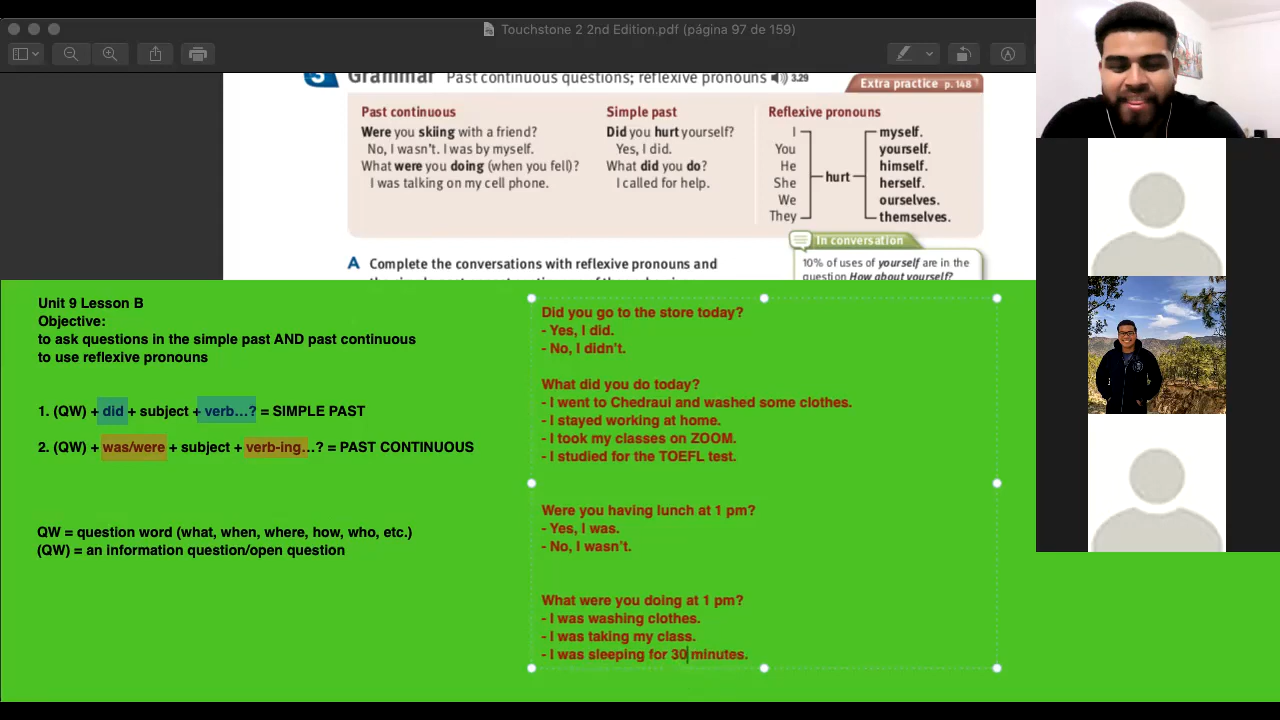 Touchstone 2 2nd Edition.pdf (página 97 de 159)
3 Grammar Past continuous questions; reflexive pronouns 3.29
Extra practice p. 148
Past continuous
Were you skiing with a friend?
No, I wasn't. I was by myself.
What were you doing (when you fell)?
I was talking on my cell phone.
Simple past
Did you hurt yourself?
Yes, I did.
What did you do?
I called for help.
Reflexive pronouns
I
You
He
She
We
They
hurt
myself.
yourself.
himself.
herself.
ourselves.
themselves.
In conversation
10% of uses of yourself are in the
question How about yourself?
A Complete the conversations with reflexive pronouns and
Unit 9 Lesson B
Objective:
to ask questions in the simple past AND past continuous
to use reflexive pronouns
1. (QW) + did + subject + verb…? = SIMPLE PAST
2. (QW) + was/were + subject + verb-ing…? = PAST CONTINUOUS
QW = question word (what, when, where, how, who, etc.)
(QW) = an information question/open question
Did you go to the store today?
- Yes, I did.
- No, I didn't.
What did you do today?
- I went to Chedraui and washed some clothes.
- I stayed working at home.
- I took my classes on ZOOM.
- I studied for the TOEFL test.
Were you having lunch at 1 pm?
- Yes, I was.
- No, I wasn't.
What were you doing at 1 pm?
- I was washing clothes.
- I was taking my class.
- I was sleeping for 30 minutes.